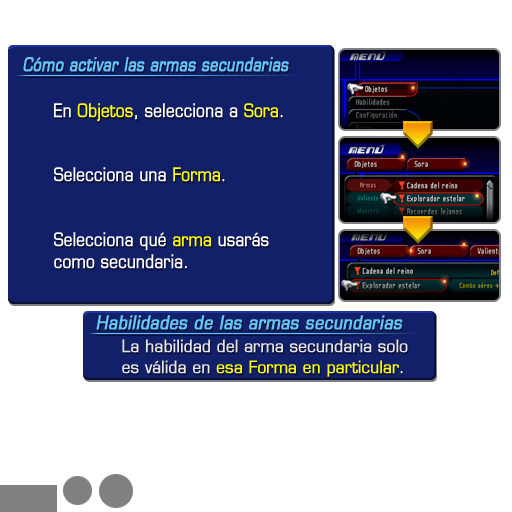 Cómo activar las armas secundarias
En Objetos, selecciona a Sora.
Selecciona una Forma.
Selecciona qué arma usarás
como secundaria.
MENÚ
Objetos
Habilidades
Configuración
MENÚ
Objetos Sora
Armas Cadena del reino
Valiente Explorador estelar
Maestro Recuerdos lejanos
MENÚ
Objetos Sora Valient
Cadena del reino Def
Explorador estelar Combo aéreo +
Habilidades de las armas secundarias
La habilidad del arma secundaria solo
es válida en esa Forma en particular.